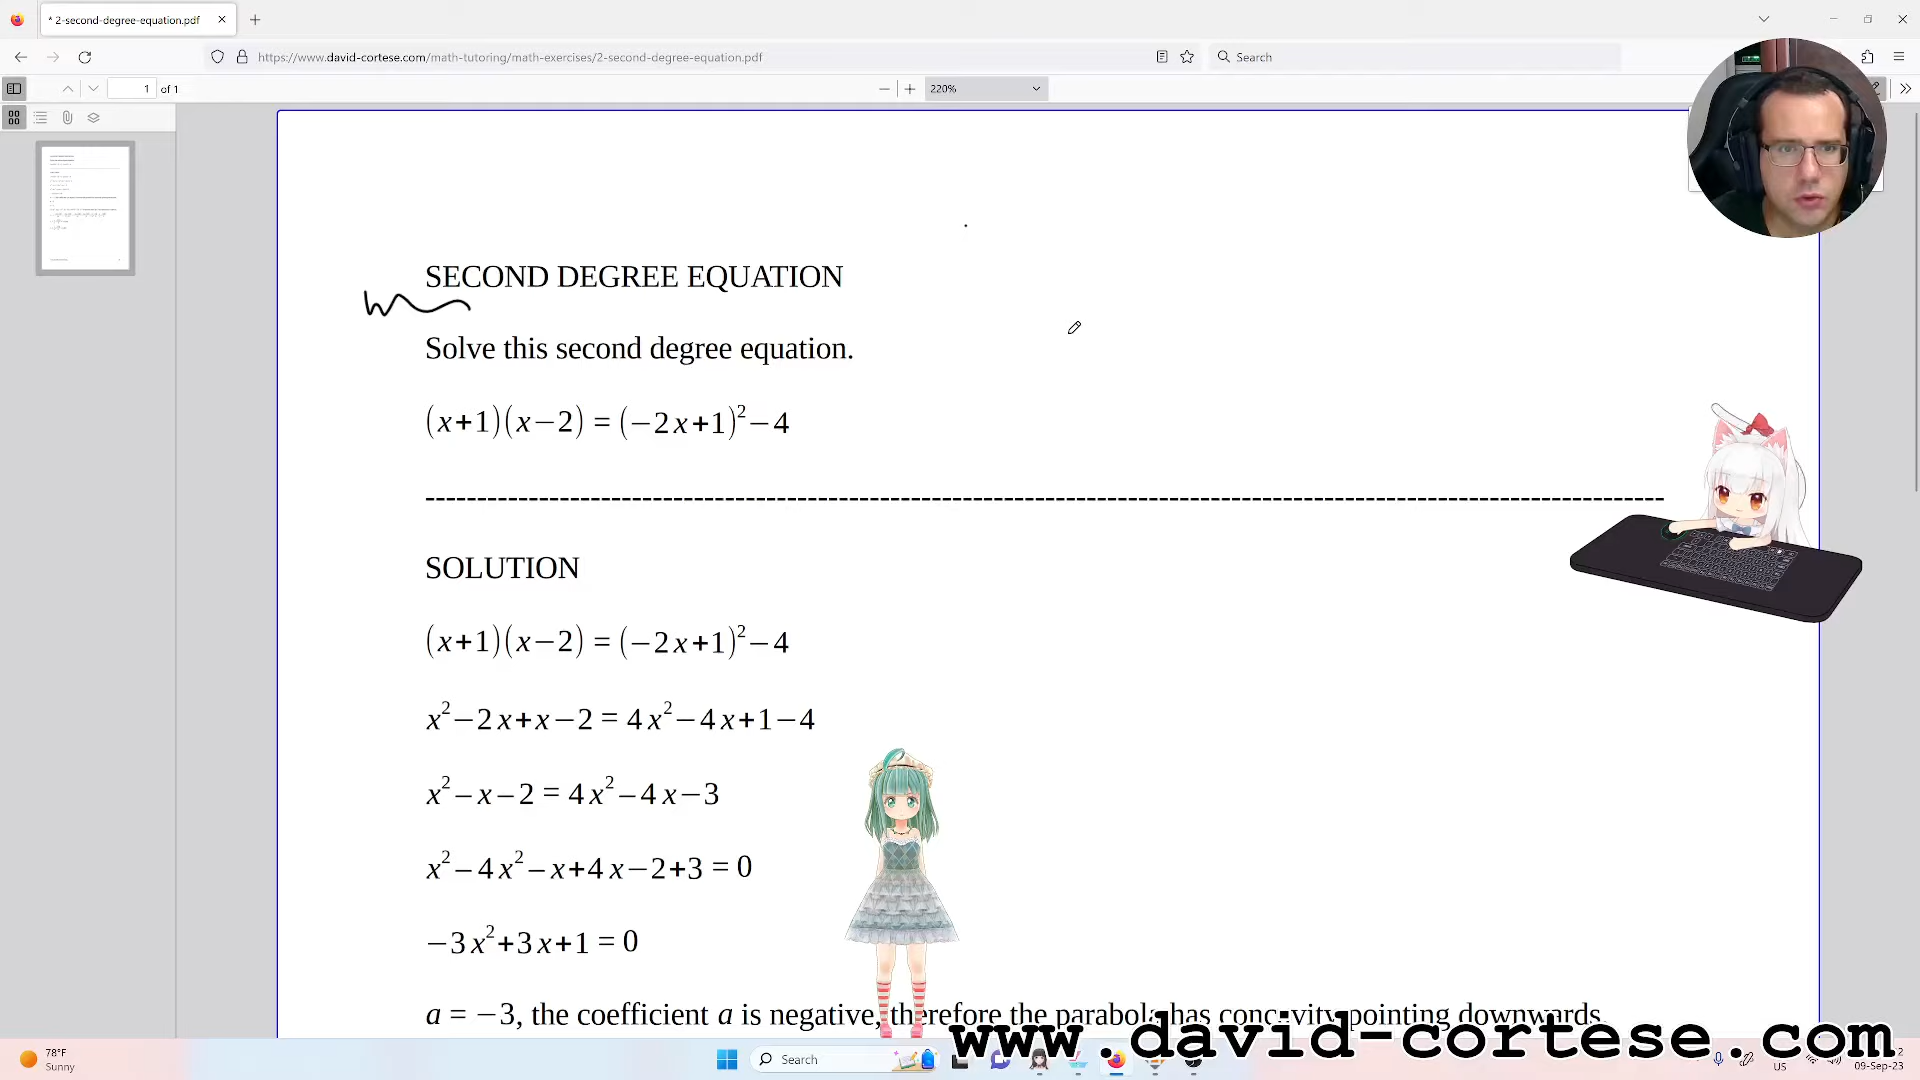 * 2-second-degree-equation.pdf
https://www.david-cortese.com/math-tutoring/math-exercises/2-second-degree-equation.pdf
Search
1 of 1
220%
SECOND DEGREE EQUATION
Solve this second degree equation.
(x+1)(x−2) = (−2x+1)²−4
--------------------------------------------------------------------------------
SOLUTION
(x+1)(x−2) = (−2x+1)²−4
x²−2x+x−2 = 4x²−4x+1−4
x²−x−2 = 4x²−4x−3
x²−4x²−x+4x−2+3 = 0
−3x²+3x+1 = 0
a = −3, the coefficient a is negative, therefore the parabola has concavity pointing downwards.
www.david-cortese.com
78°F
Sunny
Search
US
09-Sep-23